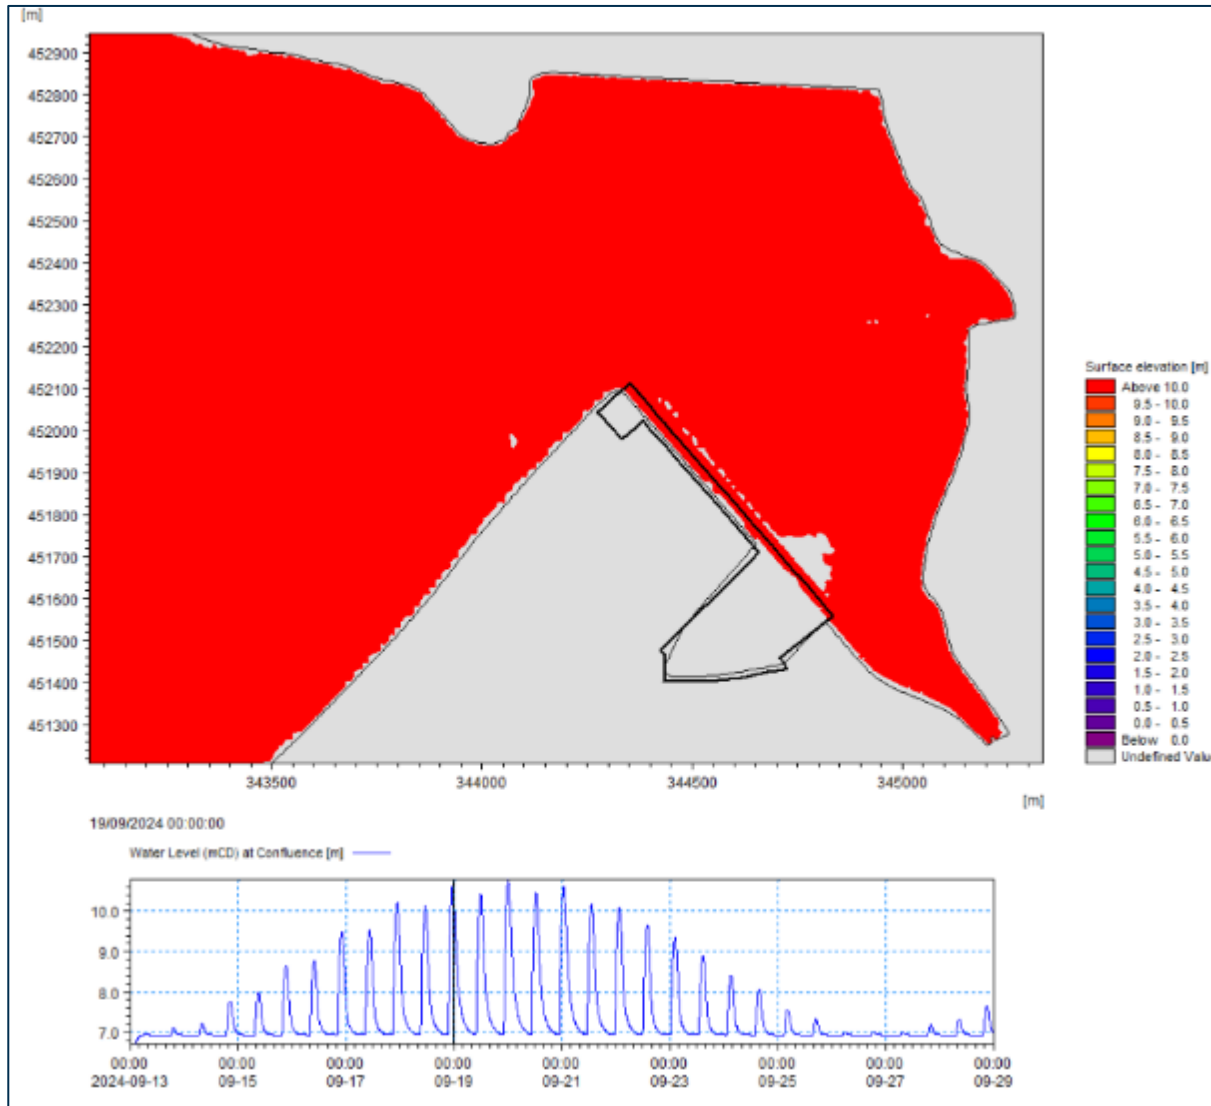 [m]
452900
452800
452700
452600
452500
452400
452300
452200
452100
452000
451900
451800
451700
451600
451500
451400
451300
343500 344000 344500 345000
[m]
Surface elevation [m]
Above 10.0
9.5 - 10.0
9.0 - 9.5
8.5 - 9.0
8.0 - 8.5
7.5 - 8.0
7.0 - 7.5
6.5 - 7.0
6.0 - 6.5
5.5 - 6.0
5.0 - 5.5
4.5 - 5.0
4.0 - 4.5
3.5 - 4.0
3.0 - 3.5
2.5 - 3.0
2.0 - 2.5
1.5 - 2.0
1.0 - 1.5
0.5 - 1.0
0.0 - 0.5
Below 0.0
Undefined Valu
19/09/2024 00:00:00
Water Level (mCD) at Confluence [m]
10.0
9.0
8.0
7.0
00:00 00:00 00:00 00:00 00:00 00:00 00:00 00:00 00:00
2024-09-13 09-15 09-17 09-19 09-21 09-23 09-25 09-27 09-29